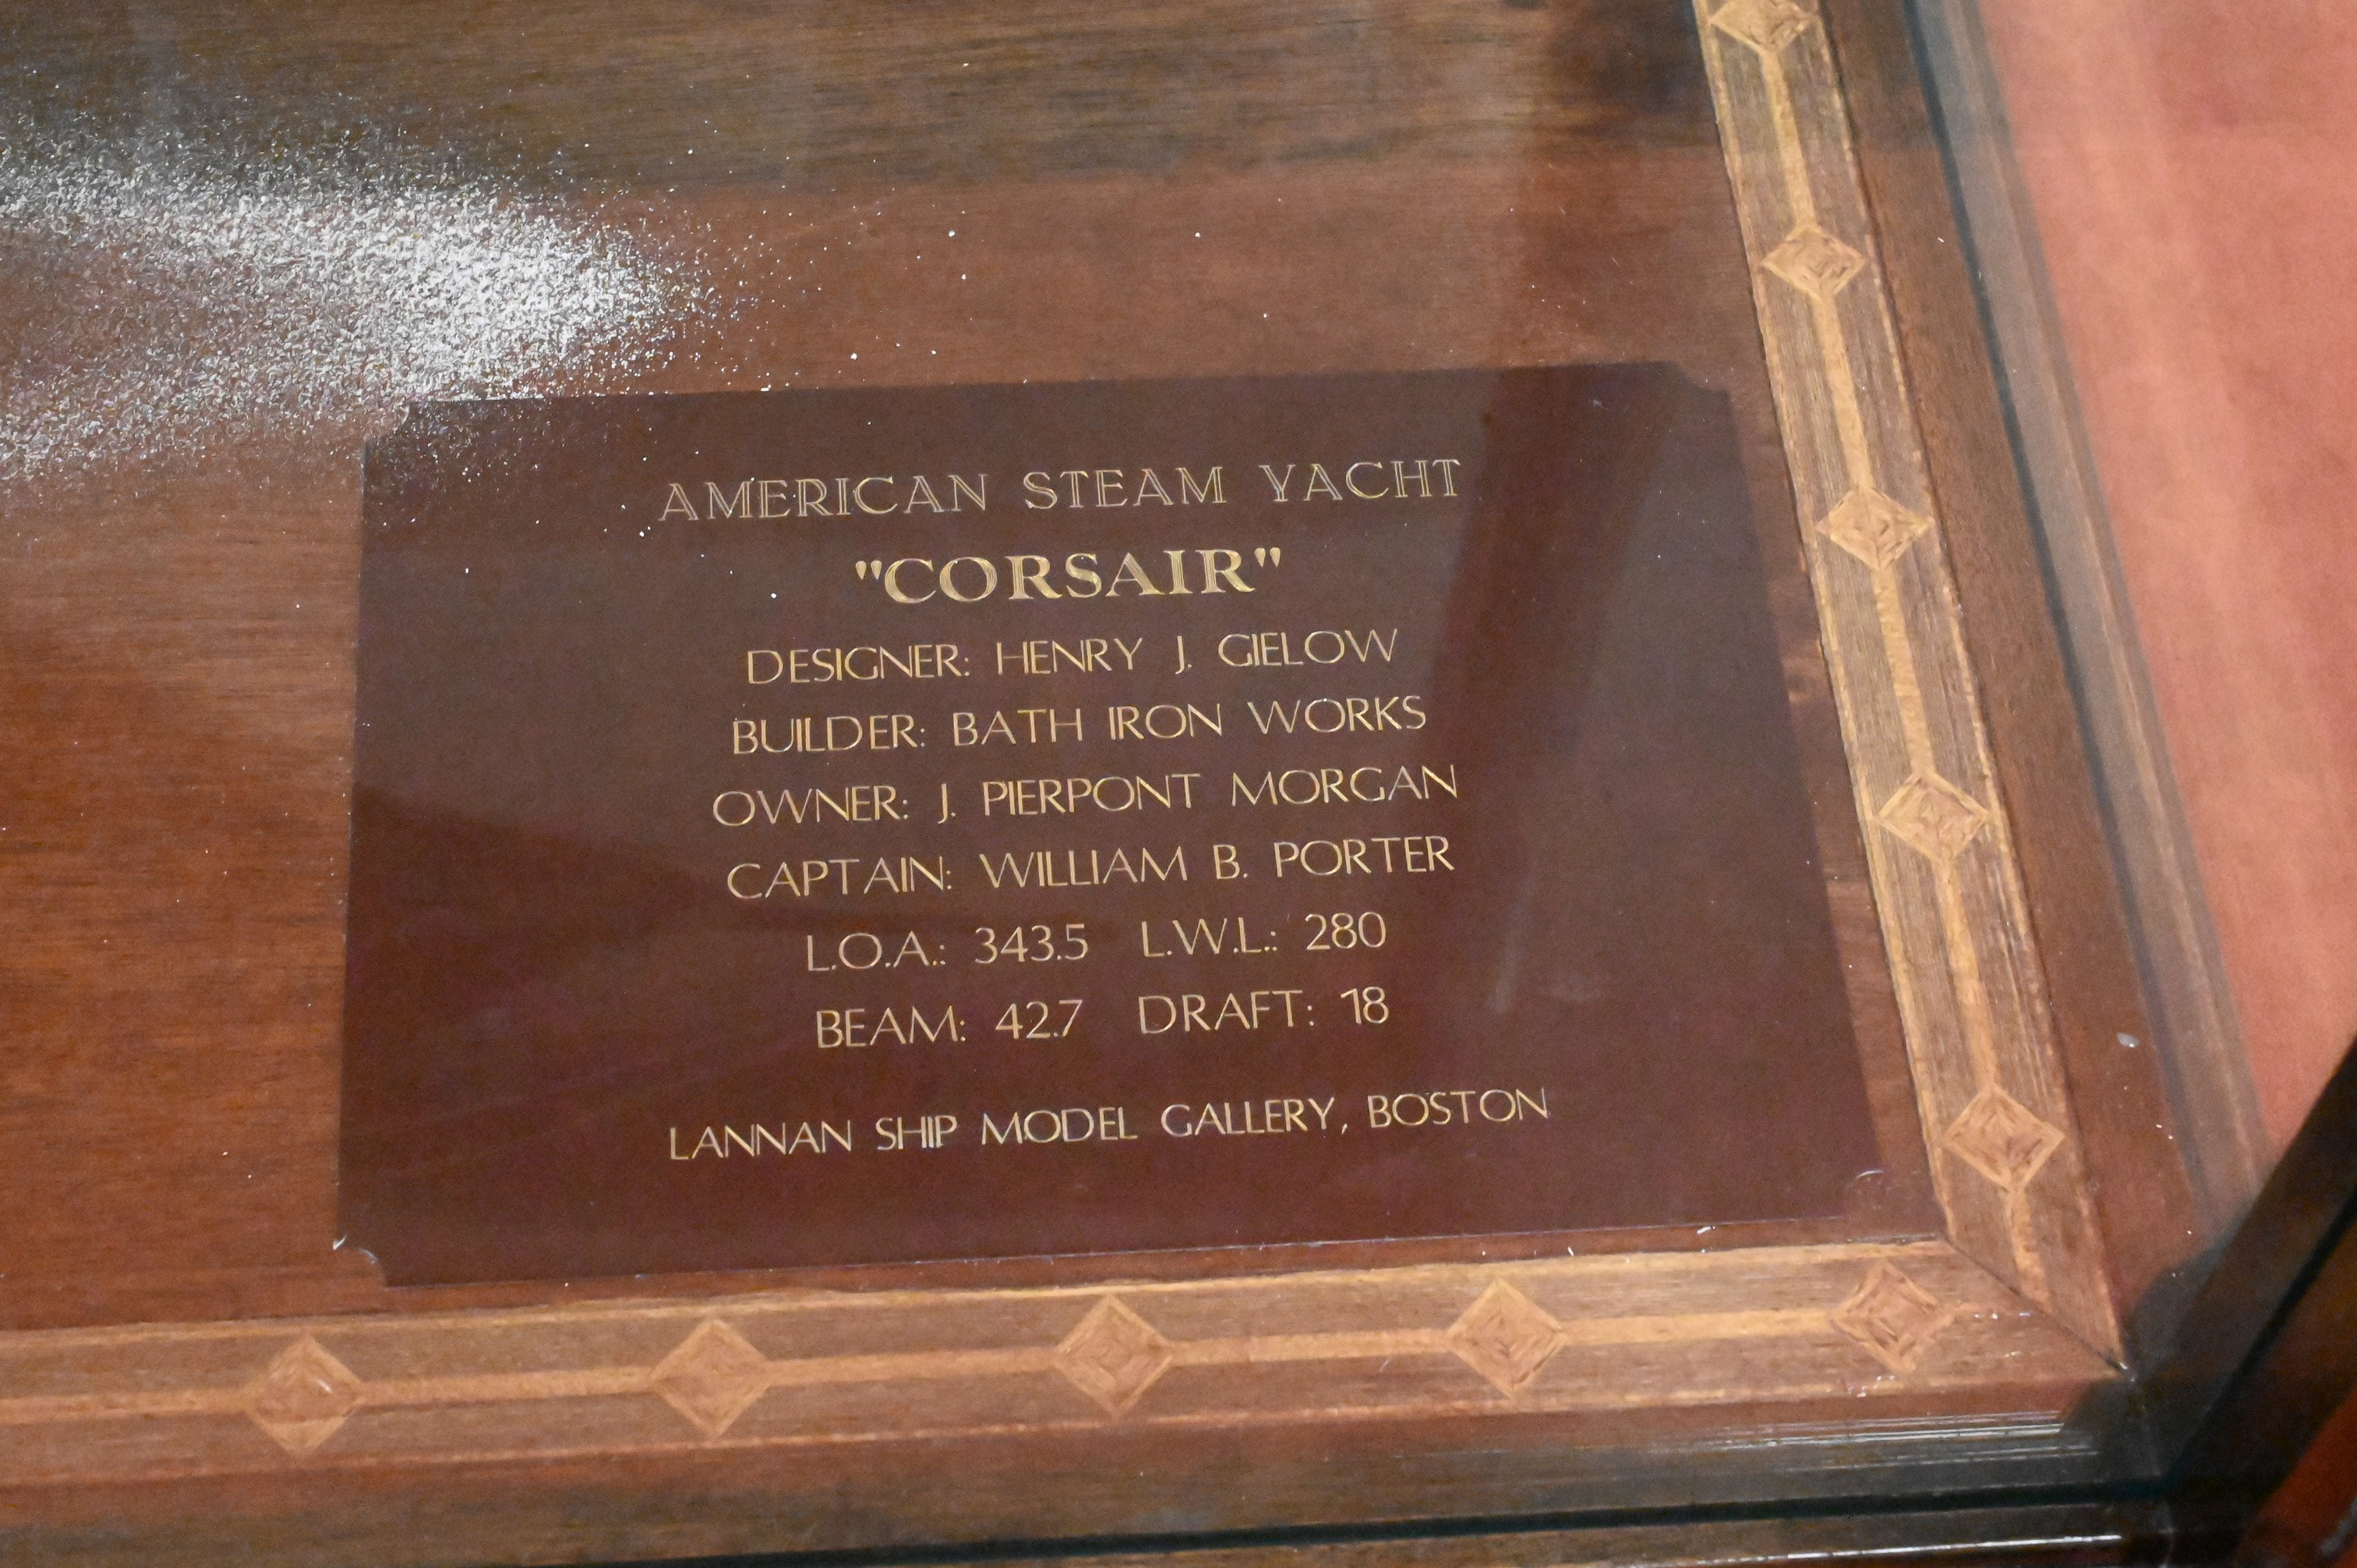 AMERICAN STEAM YACHT
"CORSAIR"
DESIGNER: HENRY J. GIELOW
BUILDER: BATH IRON WORKS
OWNER: J. PIERPONT MORGAN
CAPTAIN: WILLIAM B. PORTER
L.O.A.: 343.5 L.W.L.: 280
BEAM: 42.7 DRAFT: 18
LANNAN SHIP MODEL GALLERY, BOSTON